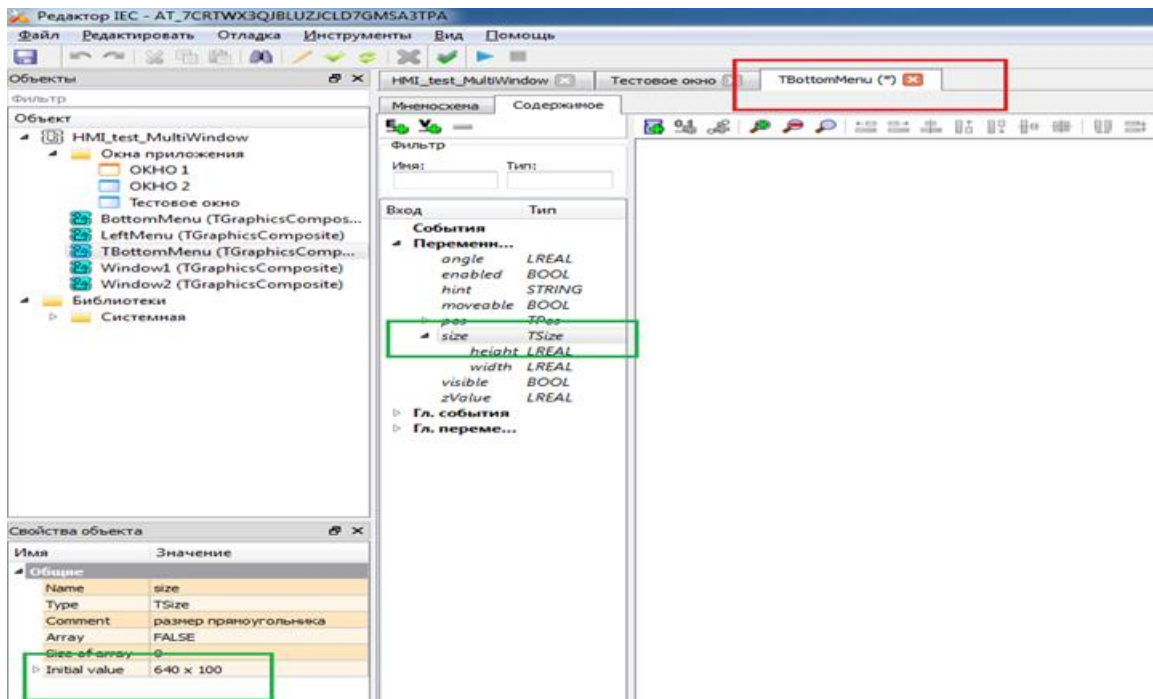 Редактор IEC - AT_7CRTWX3QJBLUZJCLD7GMSA3TPA
Файл Редактировать Отладка Инструменты Вид Помощь
Объекты
Фильтр
Объект
HMI_test_MultiWindow
Окна приложения
ОКНО 1
ОКНО 2
Тестовое окно
BottomMenu (TGraphicsCompos...
LeftMenu (TGraphicsComposite)
TBottomMenu (TGraphicsComp...
Window1 (TGraphicsComposite)
Window2 (TGraphicsComposite)
Библиотеки
Системная
HMI_test_MultiWindow Тестовое окно TBottomMenu (*)
Мнемосхема Содержимое
Фильтр
Имя: Тип:
Вход Тип
События
Переменн...
angle LREAL
enabled BOOL
hint STRING
moveable BOOL
pos TPos
size TSize
height LREAL
width LREAL
visible BOOL
zValue LREAL
Гл. события
Гл. переме...
Свойства объекта
Имя Значение
Общие
Name size
Type TSize
Comment размер прямоугольника
Array FALSE
Size of array 0
Initial value 640 x 100